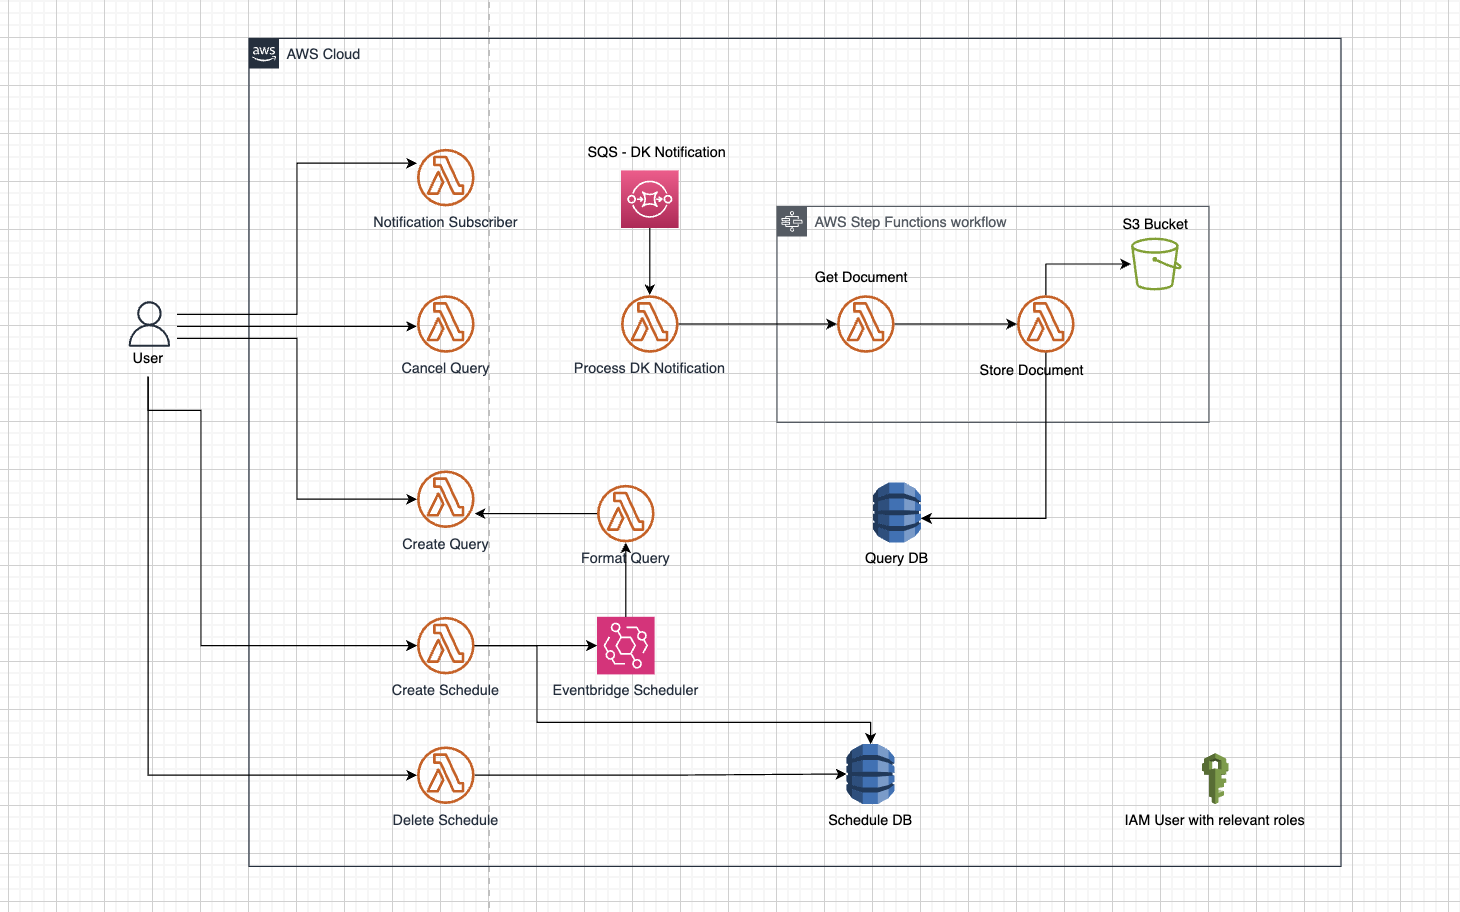 aws
AWS Cloud
SQS - DK Notification
Notification Subscriber
AWS Step Functions workflow
S3 Bucket
Get Document
User
Cancel Query
Process DK Notification
Store Document
Create Query
Format Query
Query DB
Create Schedule
Eventbridge Scheduler
Delete Schedule
Schedule DB
IAM User with relevant roles